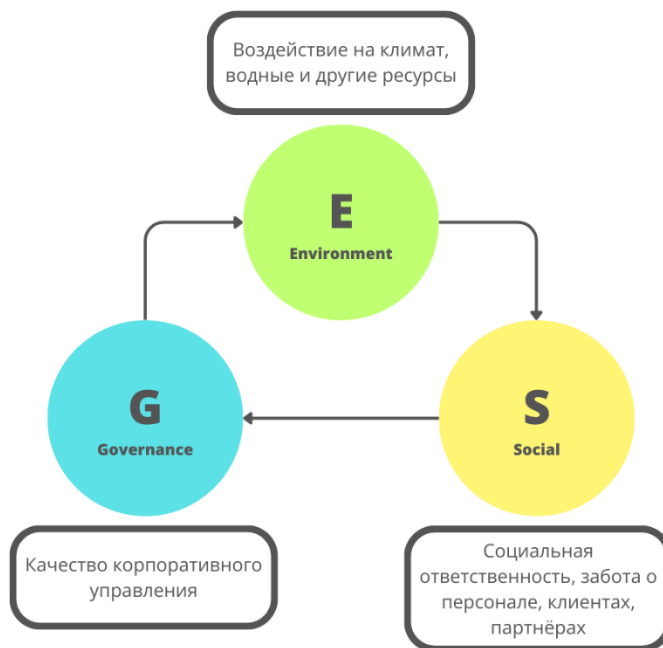 Воздействие на климат,
водные и другие ресурсы
E
Environment
G
Governance
S
Social
Качество корпоративного
управления
Социальная
ответственность, забота о
персонале, клиентах,
партнёрах